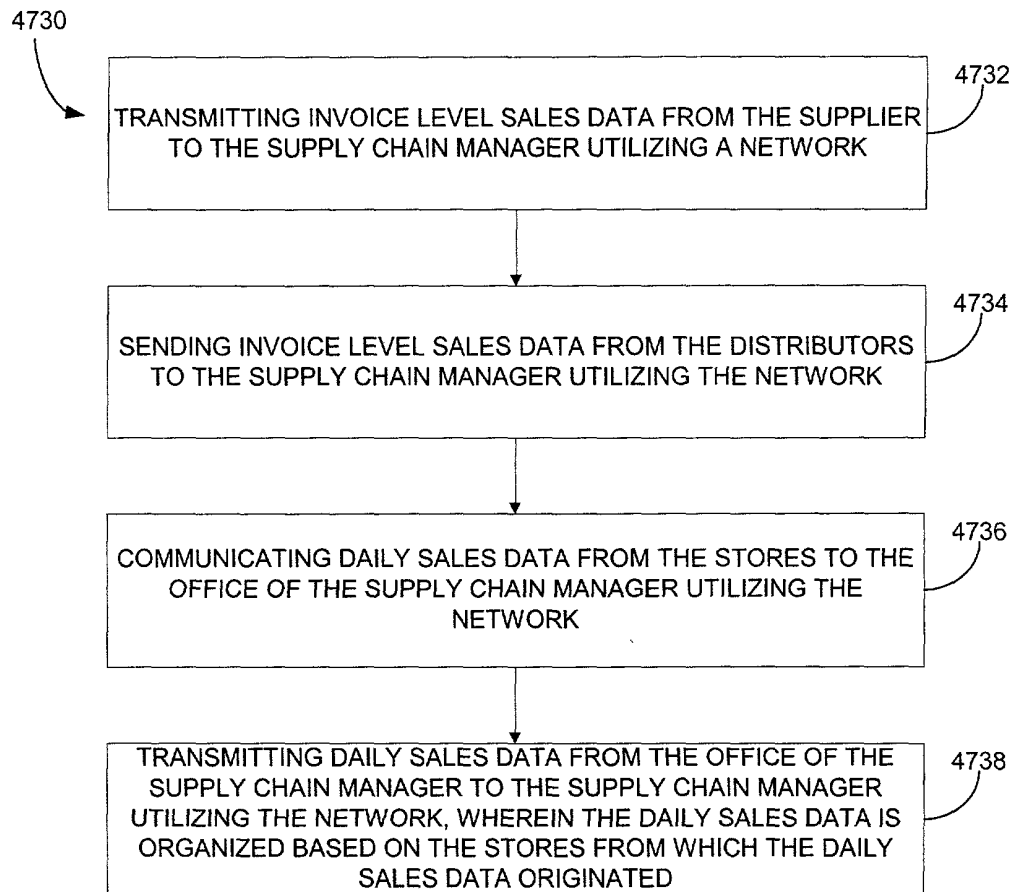 4730
4732
TRANSMITTING INVOICE LEVEL SALES DATA FROM THE SUPPLIER
TO THE SUPPLY CHAIN MANAGER UTILIZING A NETWORK
4734
SENDING INVOICE LEVEL SALES DATA FROM THE DISTRIBUTORS
TO THE SUPPLY CHAIN MANAGER UTILIZING THE NETWORK
4736
COMMUNICATING DAILY SALES DATA FROM THE STORES TO THE
OFFICE OF THE SUPPLY CHAIN MANAGER UTILIZING THE
NETWORK
4738
TRANSMITTING DAILY SALES DATA FROM THE OFFICE OF THE
SUPPLY CHAIN MANAGER TO THE SUPPLY CHAIN MANAGER
UTILIZING THE NETWORK, WHEREIN THE DAILY SALES DATA IS
ORGANIZED BASED ON THE STORES FROM WHICH THE DAILY
SALES DATA ORIGINATED